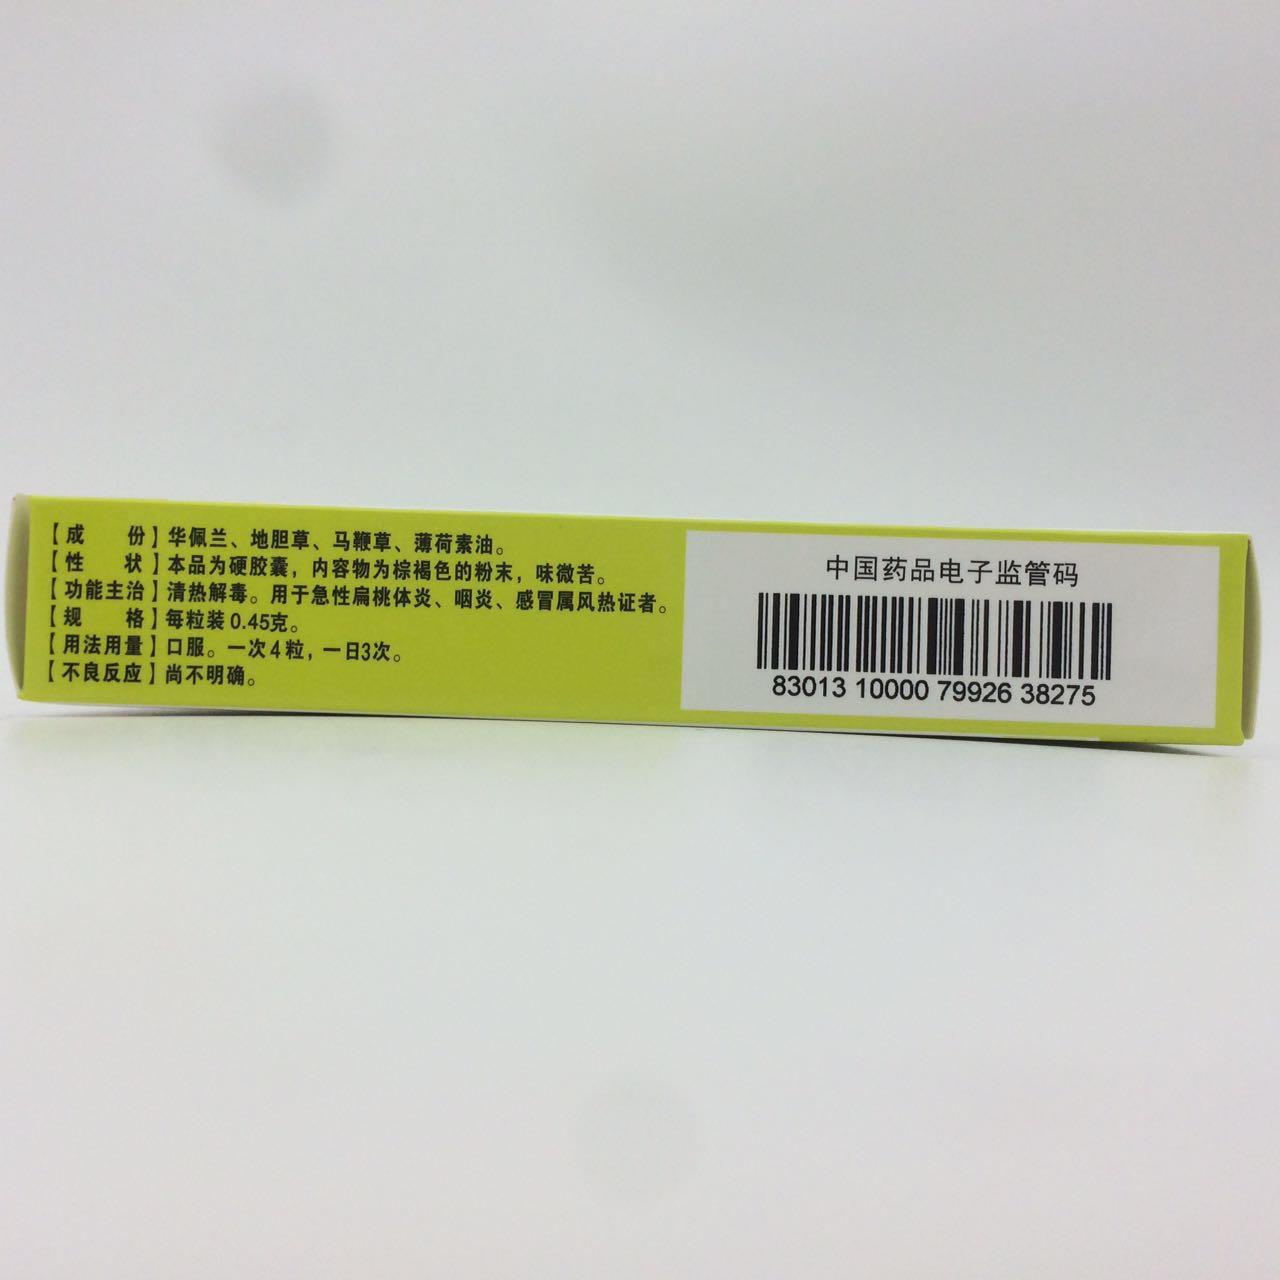 【成份】华佩兰、地胆草、马鞭草、薄荷素油。
【性状】本品为硬胶囊，内容物为棕褐色的粉末，味微苦。
【功能主治】清热解毒。用于急性扁桃体炎、咽炎、感冒属风热证者。
【规格】每粒装0.45克。
【用法用量】口服。一次4粒，一日3次。
【不良反应】尚不明确。
中国药品电子监管码
83013 10000 79926 38275